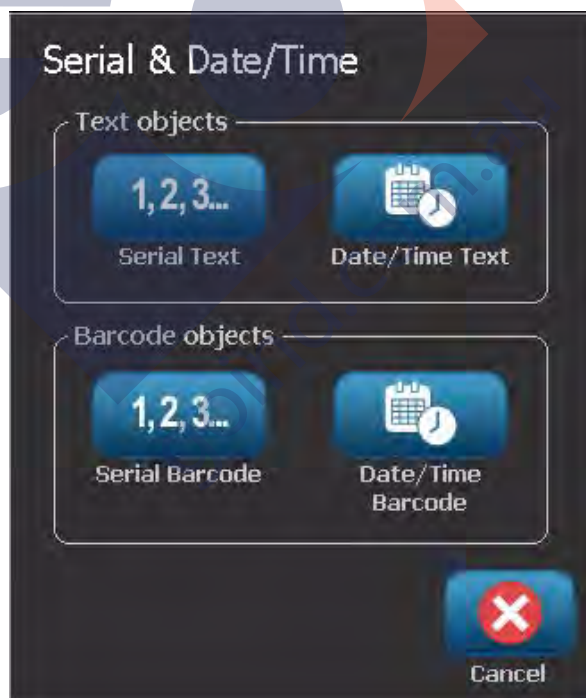 Serial & Date/Time
Text objects
1, 2, 3...
Serial Text
Date/Time Text
Barcode objects
1, 2, 3...
Serial Barcode
Date/Time
Barcode
Cancel